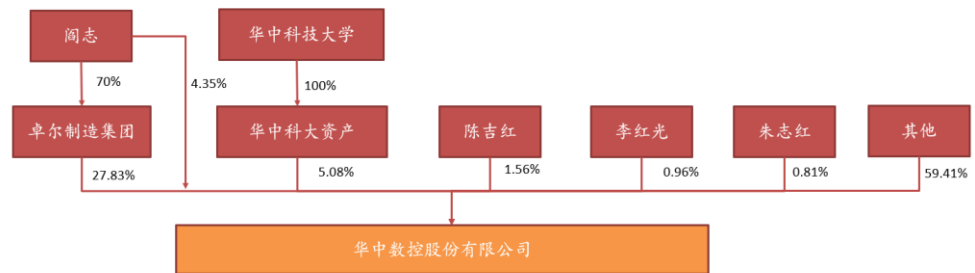 阎志
华中科技大学
70%
4.35%
100%
卓尔制造集团
华中科大资产
陈吉红
李红光
朱志红
其他
27.83%
5.08%
1.56%
0.96%
0.81%
59.41%
华中数控股份有限公司